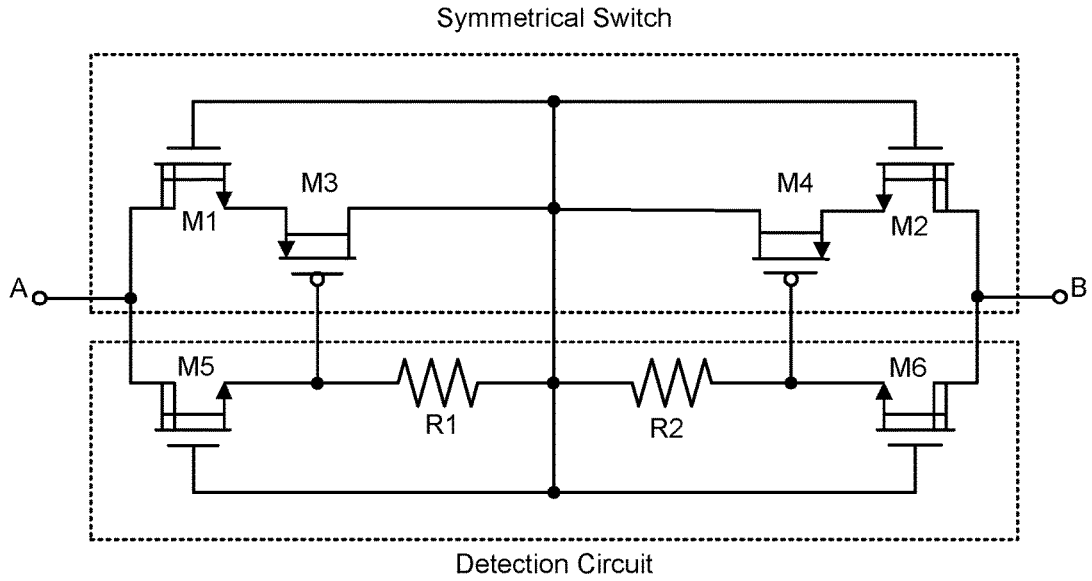 Symmetrical Switch
M3
M4
M1
M2
A
B
M5
M6
R1
R2
Detection Circuit